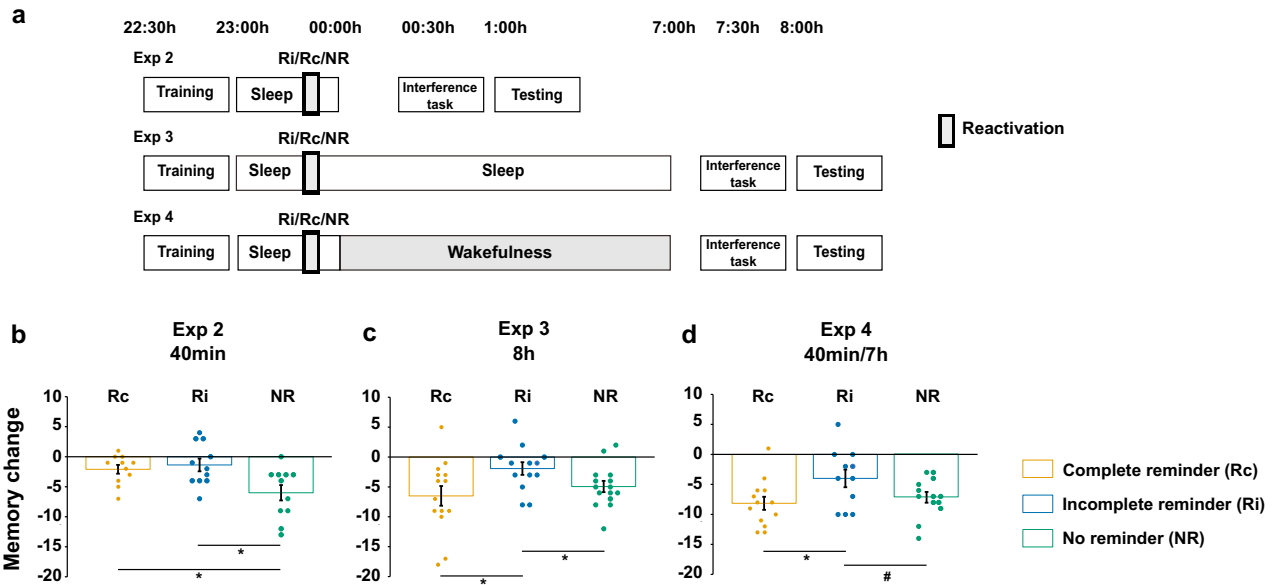 a
22:30h 23:00h 00:00h 00:30h 1:00h 7:00h 7:30h 8:00h
Exp 2
Ri/Rc/NR
Training Sleep Interference task Testing
Reactivation
Exp 3
Ri/Rc/NR
Training Sleep Sleep Interference task Testing
Exp 4
Ri/Rc/NR
Training Sleep Wakefulness Interference task Testing
b
Exp 2
40min
Memory change
10
5
0
-5
-10
-15
-20
Rc Ri NR
*
*
c
Exp 3
8h
10
5
0
-5
-10
-15
-20
Rc Ri NR
*
*
d
Exp 4
40min/7h
10
5
0
-5
-10
-15
-20
Rc Ri NR
*
#
Complete reminder (Rc)
Incomplete reminder (Ri)
No reminder (NR)